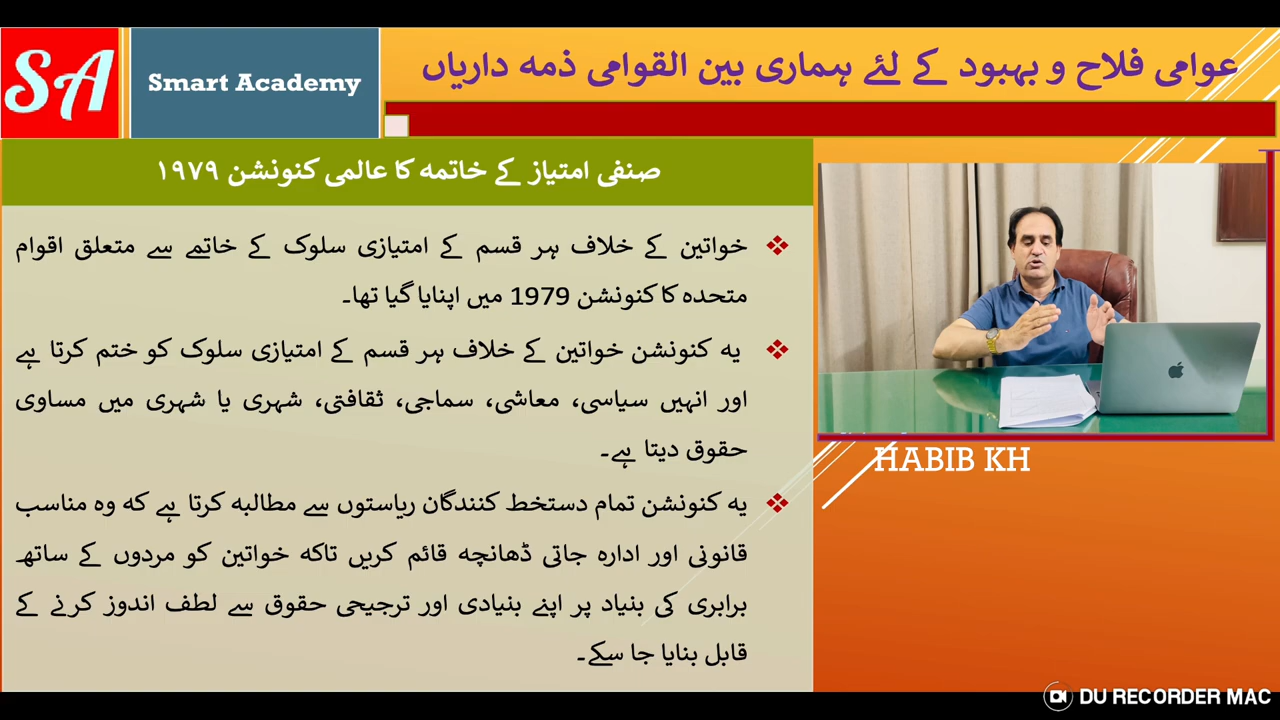 SA
Smart Academy
عوامی فلاح و بہبود کے لئے ہماری بین القوامی ذمہ داریاں
صنفی امتیاز کے خاتمہ کا عالمی کنونشن ۱۹۷۹
خواتین کے خلاف ہر قسم کے امتیازی سلوک کے خاتمے سے متعلق اقوام
متحدہ کا کنونشن 1979 میں اپنایا گیا تھا۔
یہ کنونشن خواتین کے خلاف ہر قسم کے امتیازی سلوک کو ختم کرتا ہے
اور انہیں سیاسی، معاشی، سماجی، ثقافتی، شہری یا شہری میں مساوی
حقوق دیتا ہے۔
یہ کنونشن تمام دستخط کنندگان ریاستوں سے مطالبہ کرتا ہے کہ وہ مناسب
قانونی اور ادارہ جاتی ڈھانچہ قائم کریں تاکہ خواتین کو مردوں کے ساتھ
برابری کی بنیاد پر اپنے بنیادی اور ترجیحی حقوق سے لطف اندوز کرنے کے
قابل بنایا جا سکے۔
HABIB KH
DU RECORDER MAC